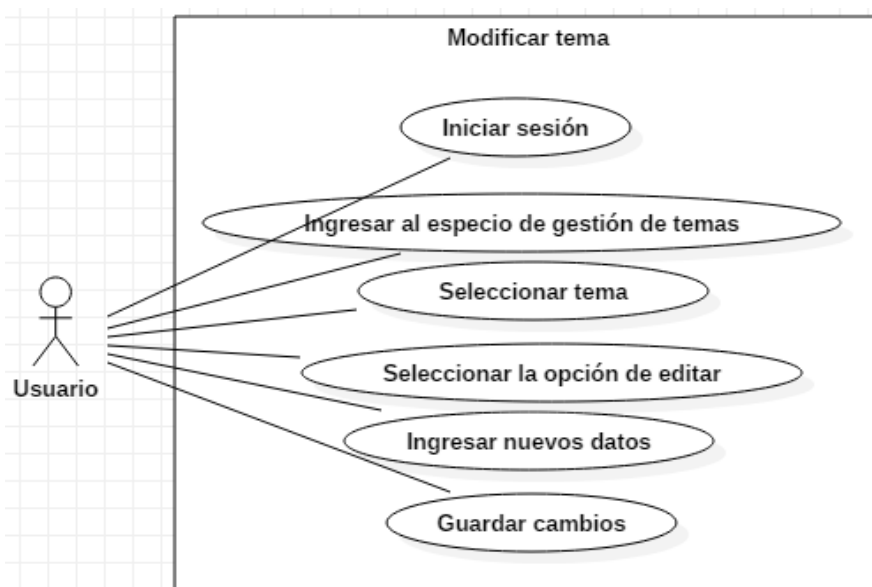 Modificar tema
Iniciar sesión
Ingresar al especio de gestión de temas
Seleccionar tema
Seleccionar la opción de editar
Usuario
Ingresar nuevos datos
Guardar cambios